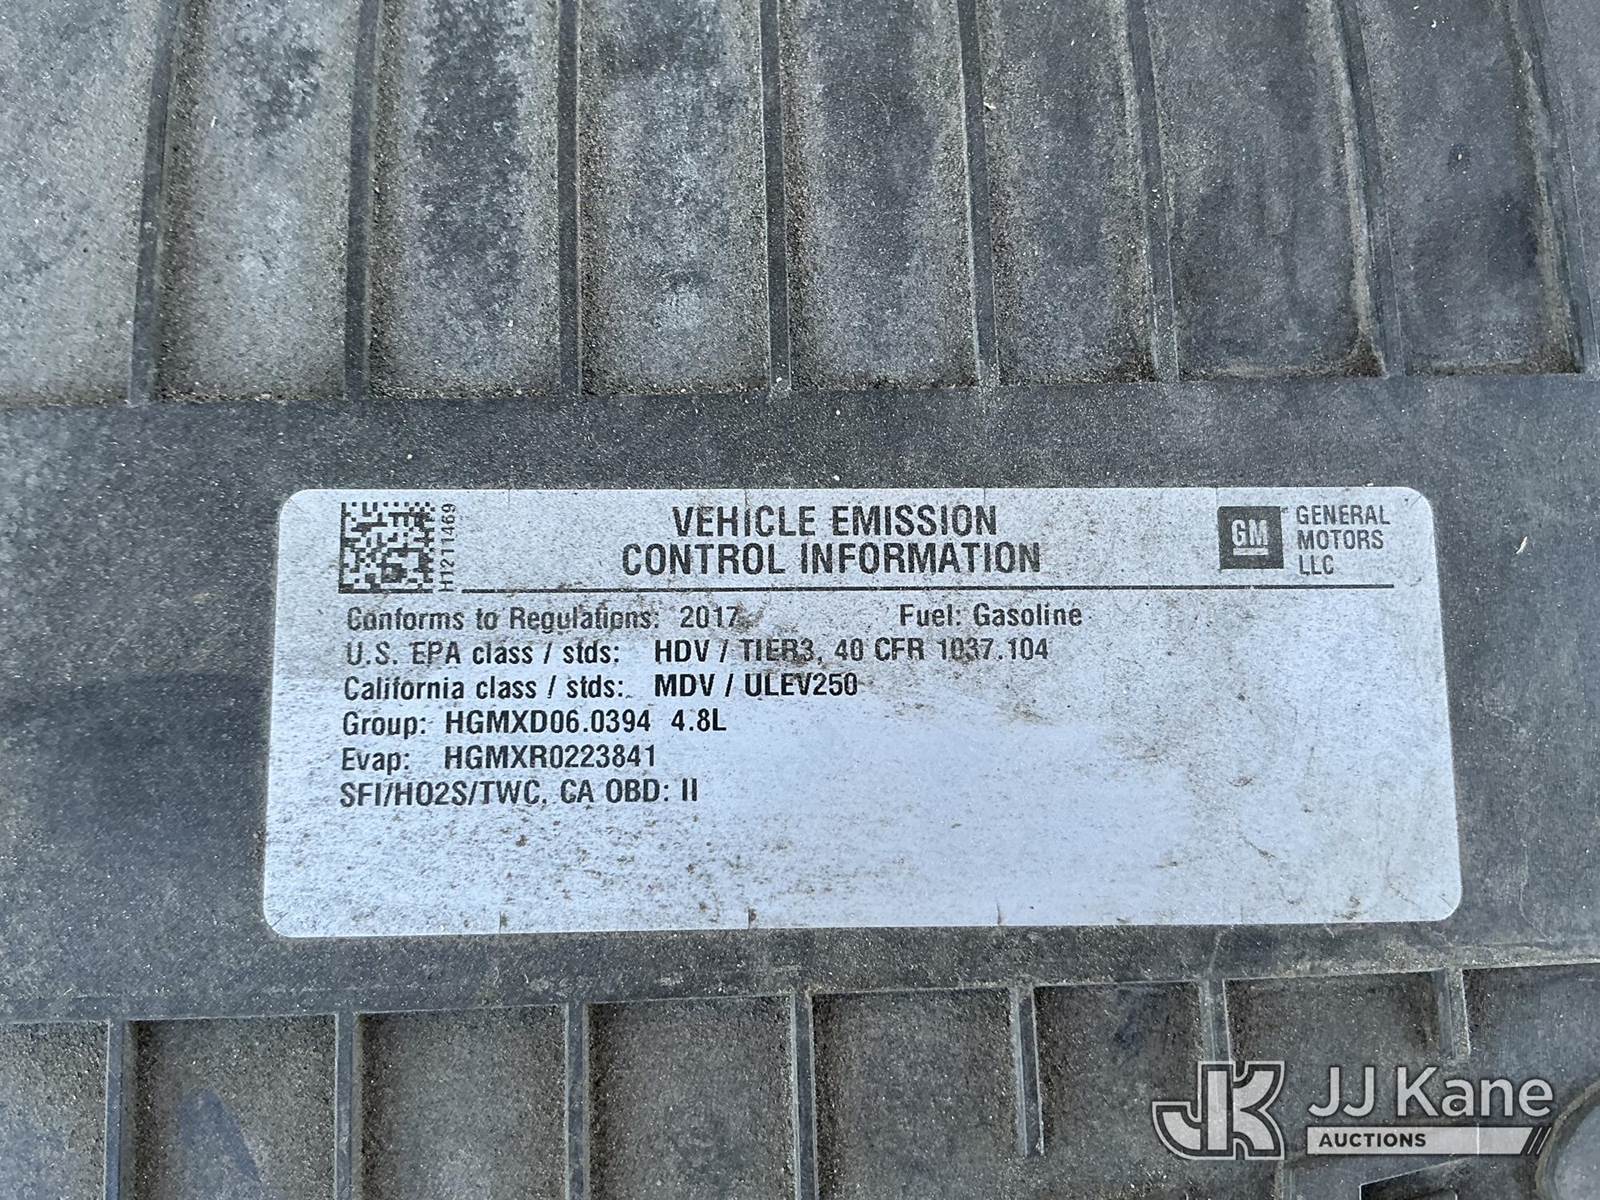 H1211469
VEHICLE EMISSION
CONTROL INFORMATION
GM
GENERAL
MOTORS
LLC
Conforms to Regulations: 2017 Fuel: Gasoline
U.S. EPA class / stds: HDV / TIER3, 40 CFR 1037.104
California class / stds: MDV / ULEV250
Group: HGMXD06.0394 4.8L
Evap: HGMXR0223841
SFI/HO2S/TWC, CA OBD: II
JK JJ Kane
AUCTIONS